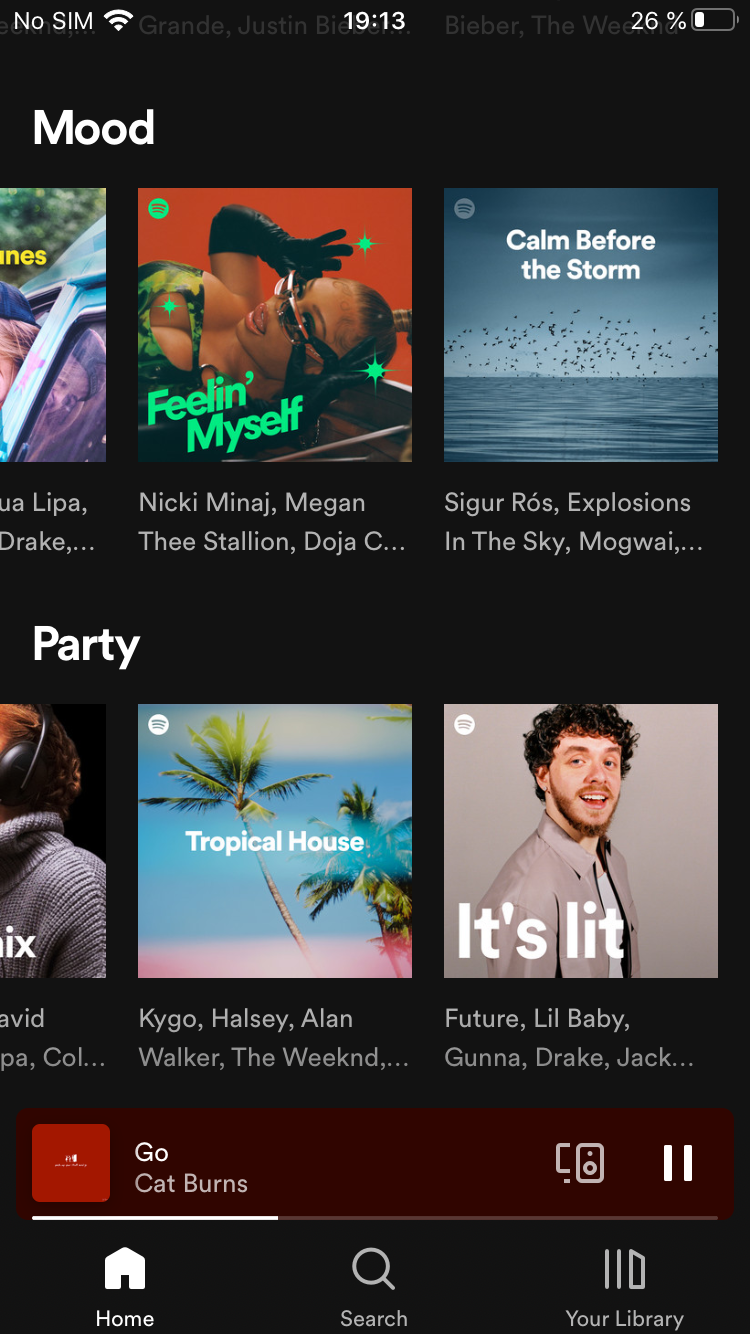 No SIM 19:13 26 %
Grande, Justin Bieber... Bieber, The Weeknd
Mood
Calm Before
the Storm
Feelin'
Myself
Nicki Minaj, Megan
Thee Stallion, Doja C...
Sigur Rós, Explosions
In The Sky, Mogwai,...
ua Lipa,
Drake,...
Party
Tropical House
It's lit
Kygo, Halsey, Alan
Walker, The Weeknd,...
Future, Lil Baby,
Gunna, Drake, Jack...
avid
pa, Col...
Go
Cat Burns
Home
Search
Your Library